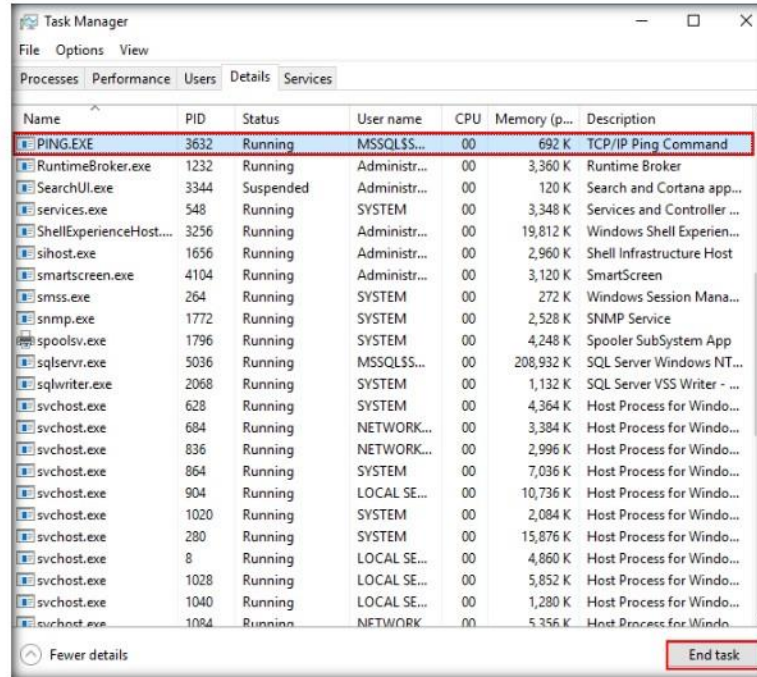 Task Manager
File Options View
Processes Performance Users Details Services
Name PID Status User name CPU Memory (p... Description
PING.EXE 3632 Running MSSQL$S... 00 692 K TCP/IP Ping Command
RuntimeBroker.exe 1232 Running Administr... 00 3,360 K Runtime Broker
SearchUI.exe 3344 Suspended Administr... 00 120 K Search and Cortana app...
services.exe 548 Running SYSTEM 00 3,348 K Services and Controller ...
ShellExperienceHost.... 3256 Running Administr... 00 19,812 K Windows Shell Experien...
sihost.exe 1656 Running Administr... 00 2,960 K Shell Infrastructure Host
smartscreen.exe 4104 Running Administr... 00 3,120 K SmartScreen
smss.exe 264 Running SYSTEM 00 272 K Windows Session Mana...
snmp.exe 1772 Running SYSTEM 00 2,528 K SNMP Service
spoolsv.exe 1796 Running SYSTEM 00 4,248 K Spooler SubSystem App
sqlservr.exe 5036 Running MSSQL$S... 00 208,932 K SQL Server Windows NT...
sqlwriter.exe 2068 Running SYSTEM 00 1,132 K SQL Server VSS Writer - ...
svchost.exe 628 Running SYSTEM 00 4,364 K Host Process for Windo...
svchost.exe 684 Running NETWORK... 00 3,384 K Host Process for Windo...
svchost.exe 836 Running NETWORK... 00 2,996 K Host Process for Windo...
svchost.exe 864 Running SYSTEM 00 7,036 K Host Process for Windo...
svchost.exe 904 Running LOCAL SE... 00 10,736 K Host Process for Windo...
svchost.exe 1020 Running SYSTEM 00 2,084 K Host Process for Windo...
svchost.exe 280 Running SYSTEM 00 15,876 K Host Process for Windo...
svchost.exe 8 Running LOCAL SE... 00 4,860 K Host Process for Windo...
svchost.exe 1028 Running LOCAL SE... 00 5,852 K Host Process for Windo...
svchost.exe 1040 Running LOCAL SE... 00 1,280 K Host Process for Windo...
svchost.exe 1084 Running NETWORK 00 5,356 K Host Process for Windo...
Fewer details End task